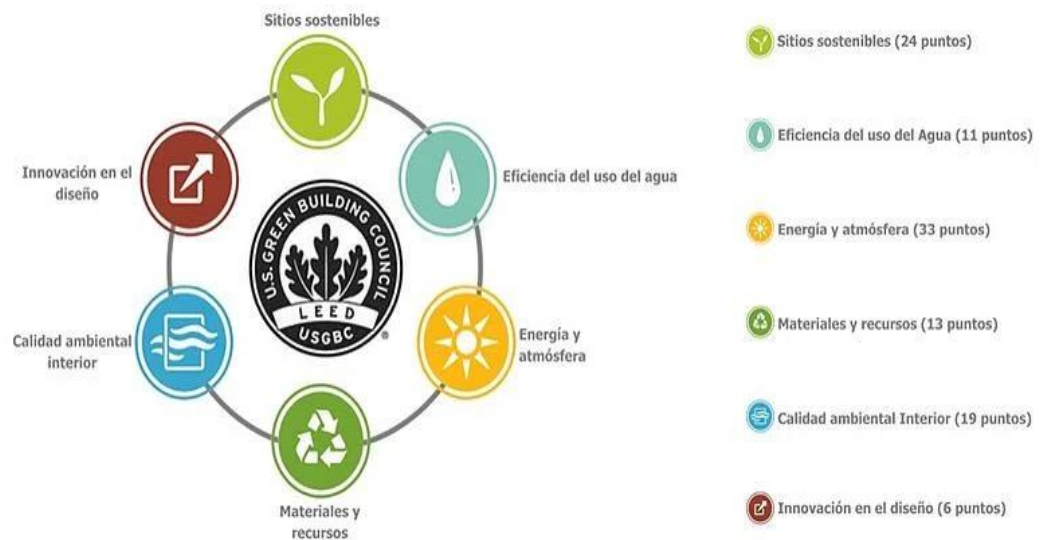 Sitios sostenibles
Innovación en el
diseño
Eficiencia del uso del agua
U.S. GREEN BUILDING COUNCIL
LEED
USGBC
®
Calidad ambiental
interior
Energía y
atmósfera
Materiales y
recursos
Sitios sostenibles (24 puntos)
Eficiencia del uso del Agua (11 puntos)
Energía y atmósfera (33 puntos)
Materiales y recursos (13 puntos)
Calidad ambiental Interior (19 puntos)
Innovación en el diseño (6 puntos)